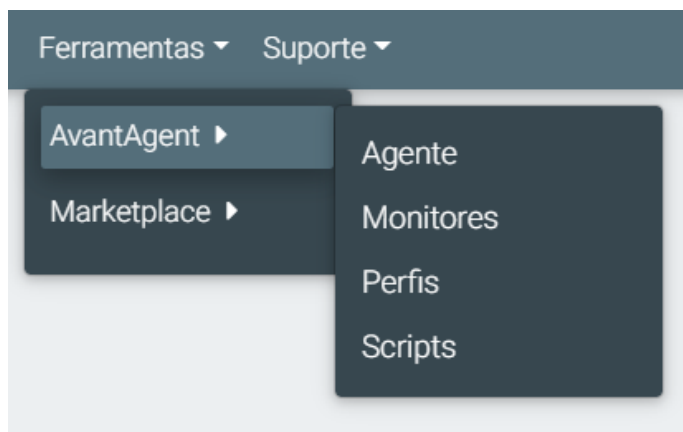 Ferramentas Suporte
AvantAgent
Marketplace
Agente
Monitores
Perfis
Scripts